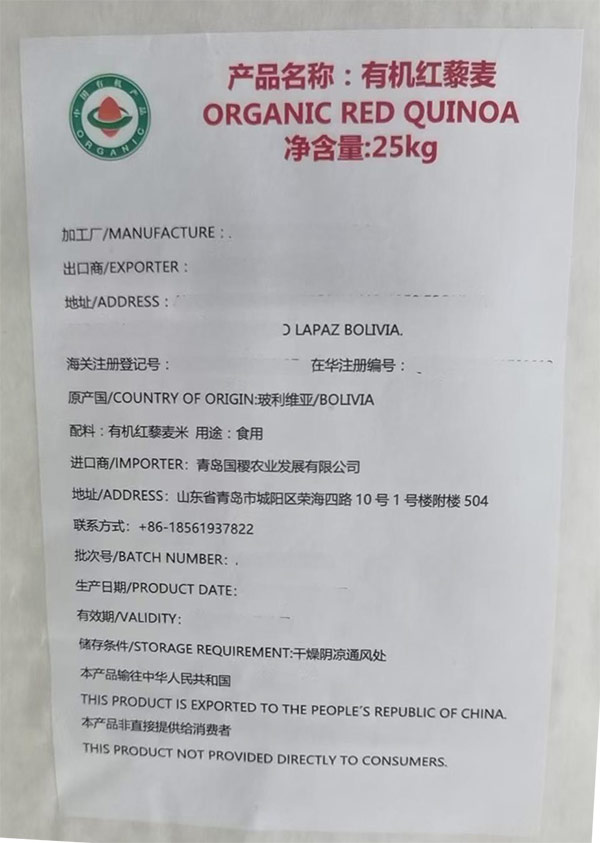 中国有机产品
ORGANIC
产品名称：有机红藜麦
ORGANIC RED QUINOA
净含量:25kg
加工厂/MANUFACTURE：.
出口商/EXPORTER：
地址/ADDRESS：
LAPAZ BOLIVIA.
海关注册登记号： 在华注册编号：
原产国/COUNTRY OF ORIGIN:玻利维亚/BOLIVIA
配料：有机红藜麦米 用途：食用
进口商/IMPORTER: 青岛国稷农业发展有限公司
地址/ADDRESS: 山东省青岛市城阳区荣海四路 10 号 1 号楼附楼 504
联系方式: +86-18561937822
批次号/BATCH NUMBER: .
生产日期/PRODUCT DATE:
有效期/VALIDITY:
储存条件/STORAGE REQUIREMENT:干燥阴凉通风处
本产品输往中华人民共和国
THIS PRODUCT IS EXPORTED TO THE PEOPLE'S REPUBLIC OF CHINA.
本产品非直接提供给消费者
THIS PRODUCT NOT PROVIDED DIRECTLY TO CONSUMERS.